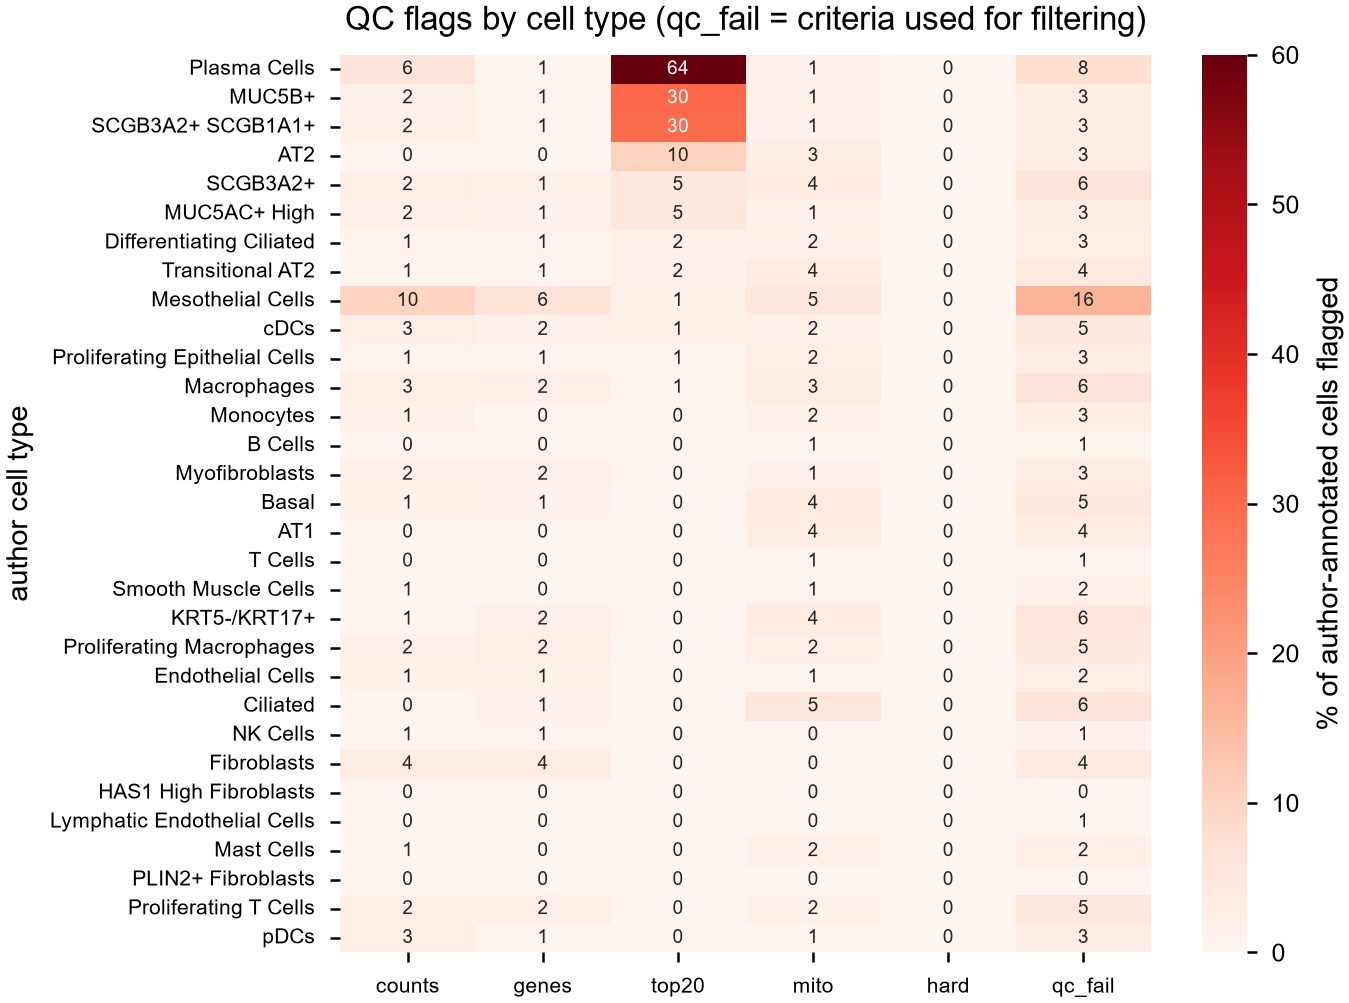 QC flags by cell type (qc_fail = criteria used for filtering)
Plasma Cells 6 1 64 1 0 8
MUC5B+ 2 1 30 1 0 3
SCGB3A2+ SCGB1A1+ 2 1 30 1 0 3
AT2 0 0 10 3 0 3
SCGB3A2+ 2 1 5 4 0 6
MUC5AC+ High 2 1 5 1 0 3
Differentiating Ciliated 1 1 2 2 0 3
Transitional AT2 1 1 2 4 0 4
Mesothelial Cells 10 6 1 5 0 16
cDCs 3 2 1 2 0 5
Proliferating Epithelial Cells 1 1 1 2 0 3
Macrophages 3 2 1 3 0 6
Monocytes 1 0 0 2 0 3
B Cells 0 0 0 1 0 1
Myofibroblasts 2 2 0 1 0 3
Basal 1 1 0 4 0 5
AT1 0 0 0 4 0 4
T Cells 0 0 0 1 0 1
Smooth Muscle Cells 1 0 0 1 0 2
KRT5-/KRT17+ 1 2 0 4 0 6
Proliferating Macrophages 2 2 0 2 0 5
Endothelial Cells 1 1 0 1 0 2
Ciliated 0 1 0 5 0 6
NK Cells 1 1 0 0 0 1
Fibroblasts 4 4 0 0 0 4
HAS1 High Fibroblasts 0 0 0 0 0 0
Lymphatic Endothelial Cells 0 0 0 0 0 1
Mast Cells 1 0 0 2 0 2
PLIN2+ Fibroblasts 0 0 0 0 0 0
Proliferating T Cells 2 2 0 2 0 5
pDCs 3 1 0 1 0 3
counts genes top20 mito hard qc_fail
author cell type
60
50
40
30
20
10
0
% of author-annotated cells flagged